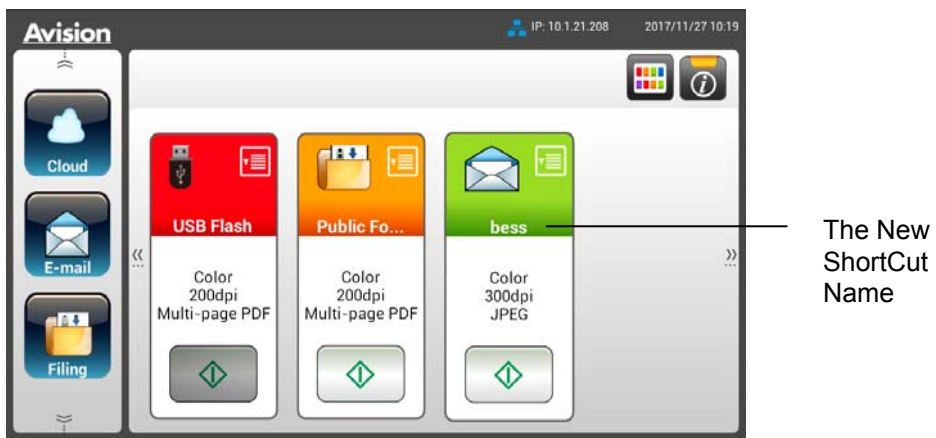 Avision
IP: 10.1.21.208 2017/11/27 10:19
Cloud
E-mail
Filing
USB Flash
Color
200dpi
Multi-page PDF
Public Fo...
Color
200dpi
Multi-page PDF
bess
Color
300dpi
JPEG
The New
ShortCut
Name